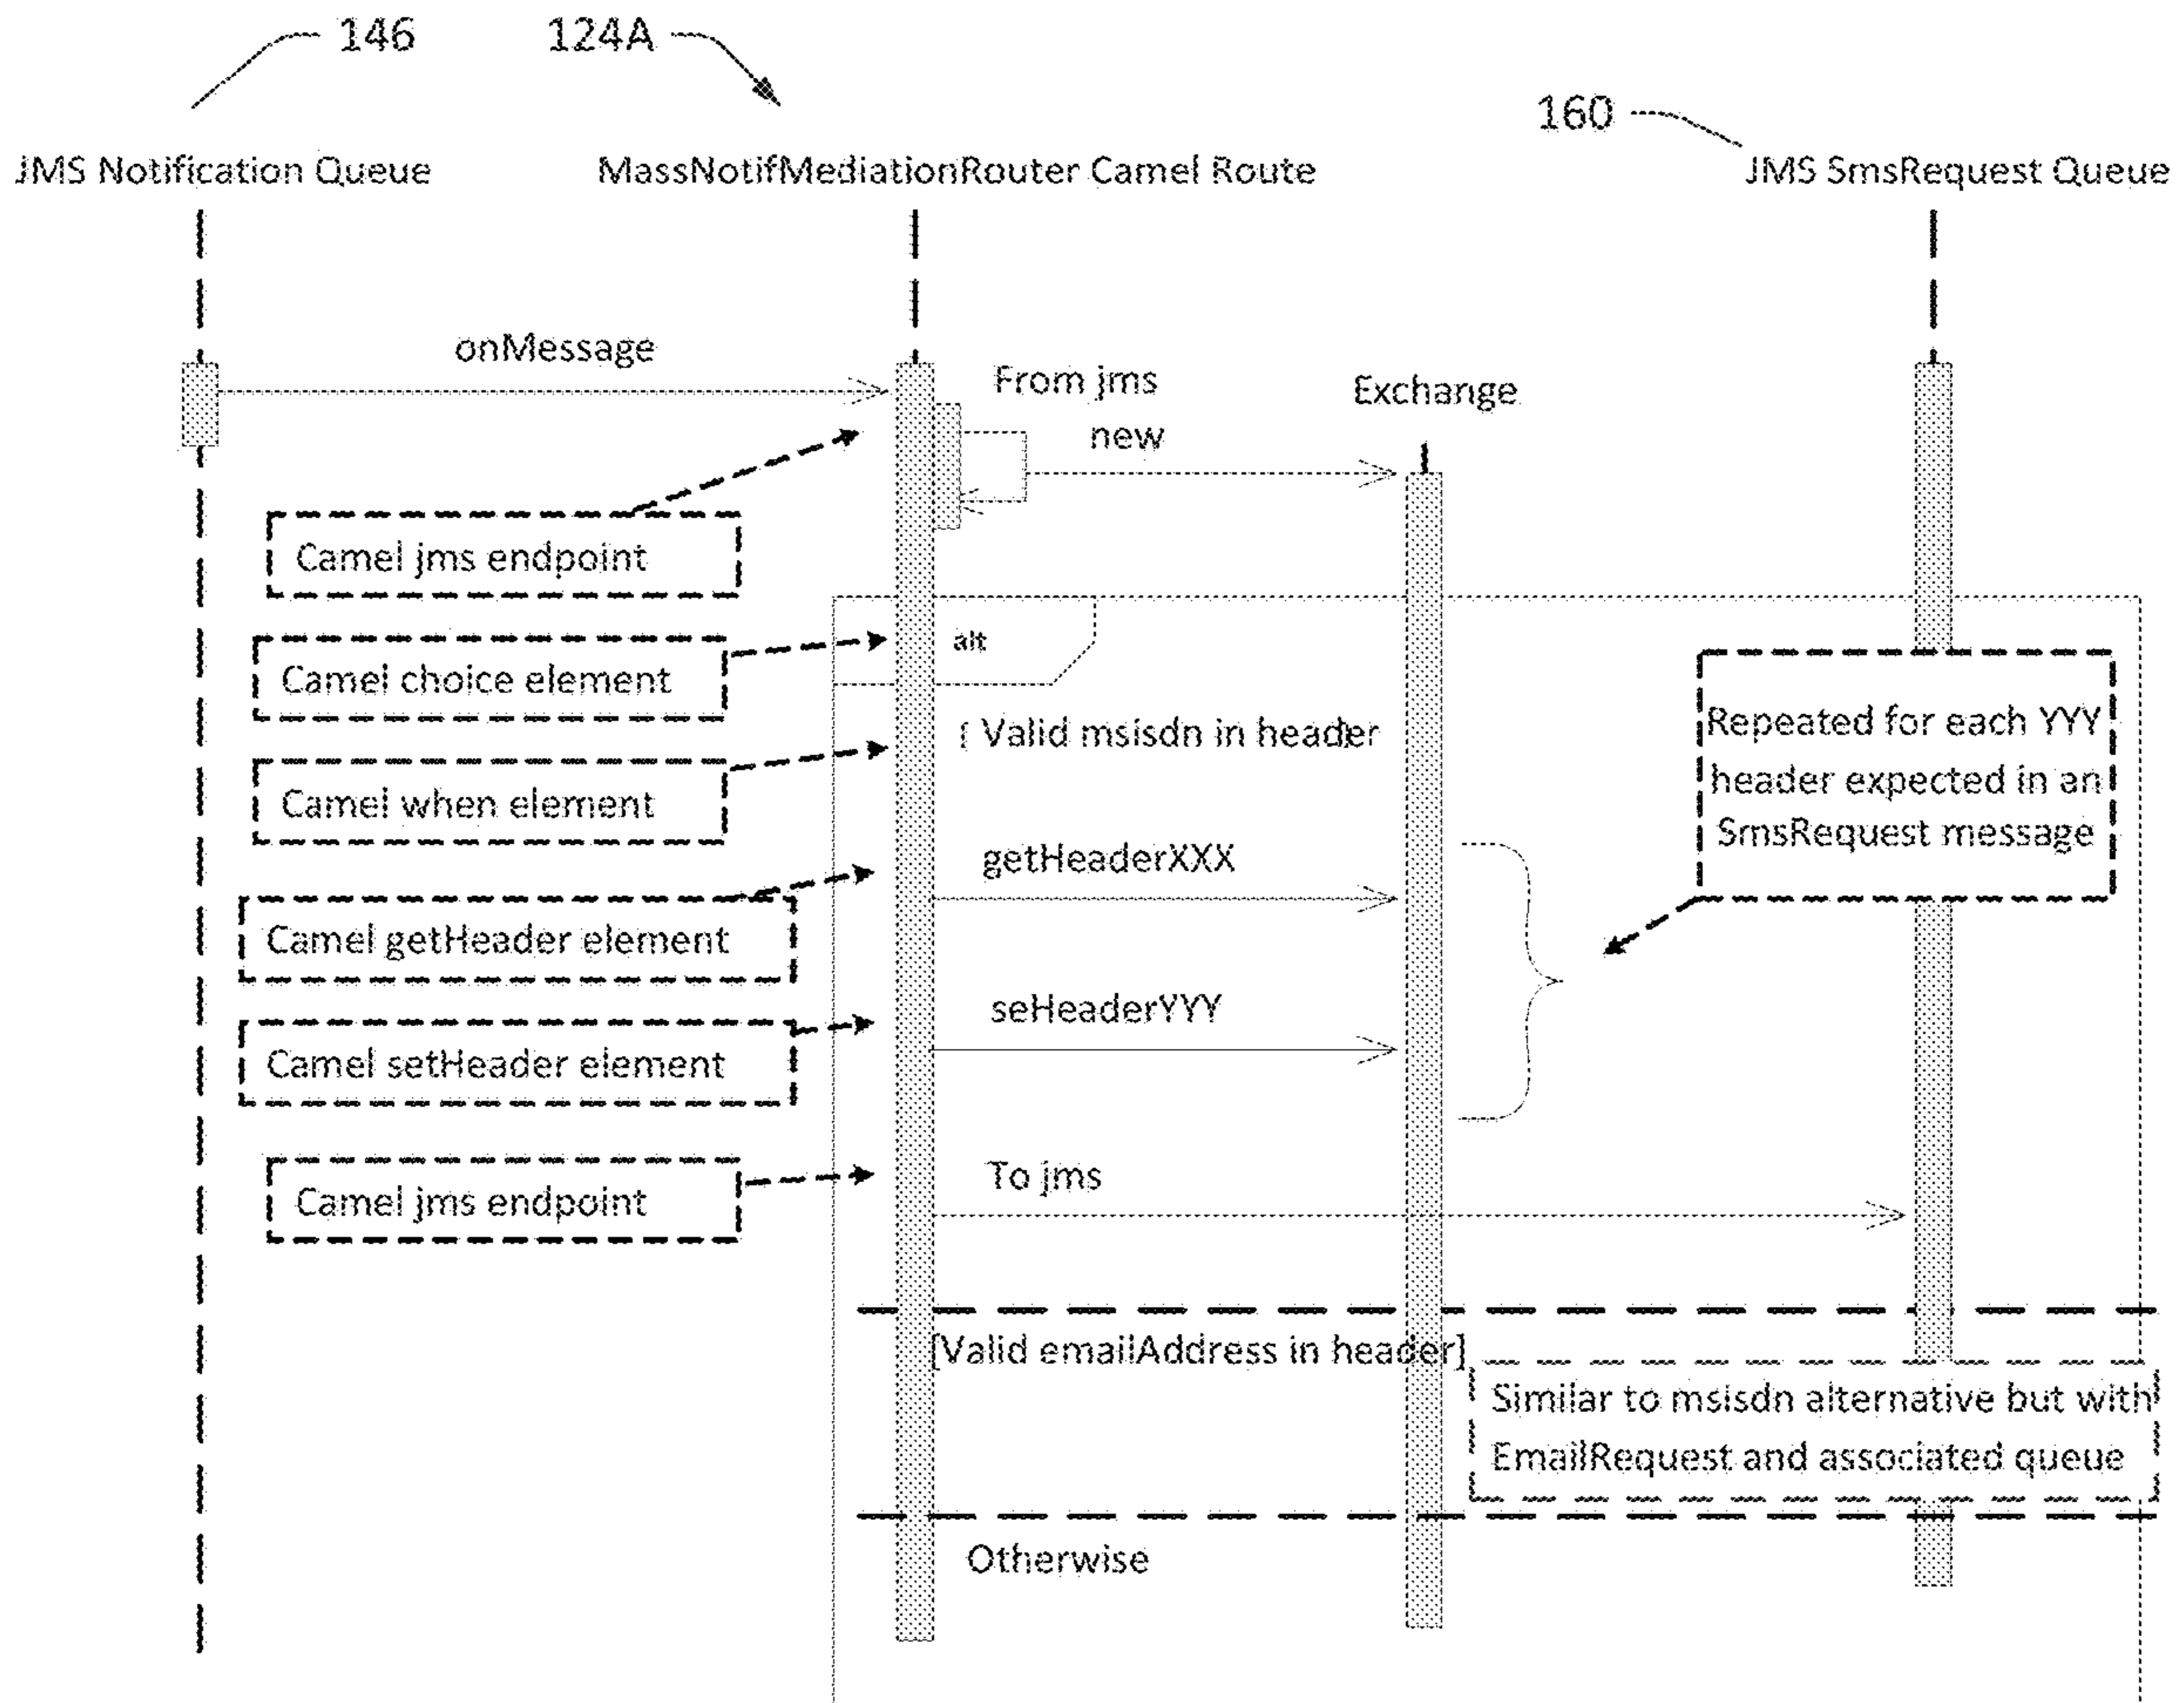 146
124A
160
JMS Notification Queue
MassNotifMediationRouter Camel Route
JMS SmsRequest Queue
onMessage
From jms
new
Exchange
Camel jms endpoint
alt
Camel choice element
[ Valid msisdn in header]
Camel when element
Repeated for each YYY
header expected in an
SmsRequest message
getHeaderXXX
Camel getHeader element
seHeaderYYY
Camel setHeader element
To jms
Camel jms endpoint
[Valid emailAddress in header]
Similar to msisdn alternative but with
EmailRequest and associated queue
Otherwise